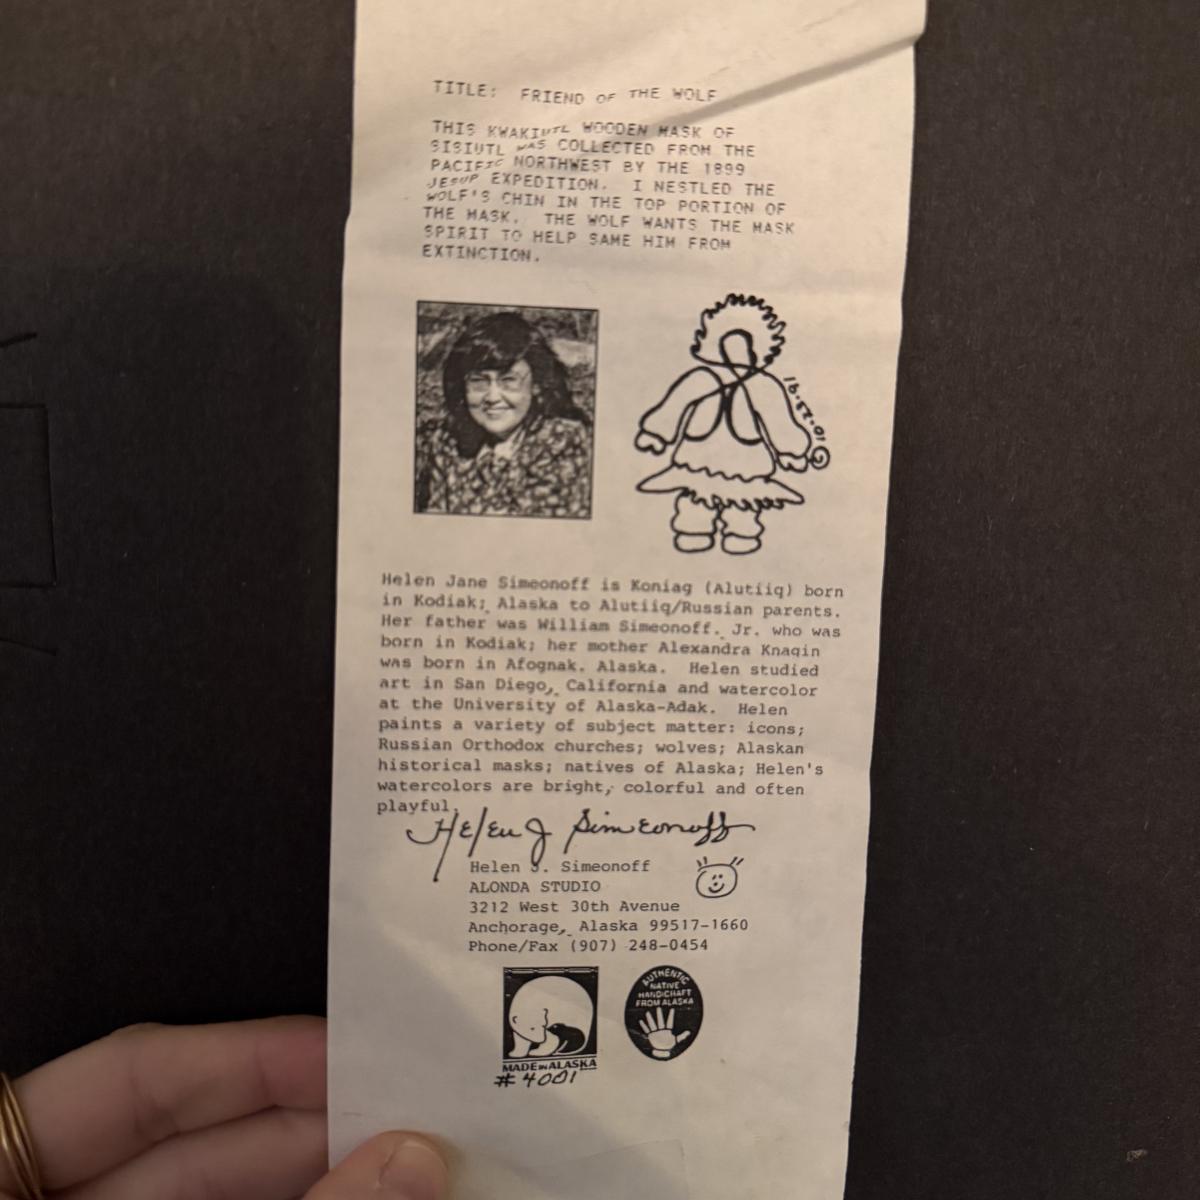 TITLE: FRIEND OF THE WOLF
THIS KWAKIUTL WOODEN MASK OF
SISIUTL WAS COLLECTED FROM THE
PACIFIC NORTHWEST BY THE 1899
JESUP EXPEDITION. I NESTLED THE
WOLF'S CHIN IN THE TOP PORTION OF
THE MASK. THE WOLF WANTS THE MASK
SPIRIT TO HELP SAME HIM FROM
EXTINCTION.
10-22-91
Helen Jane Simeonoff is Koniag (Alutiiq) born
in Kodiak; Alaska to Alutiiq/Russian parents.
Her father was William Simeonoff. Jr. who was
born in Kodiak; her mother Alexandra Knagin
was born in Afognak. Alaska. Helen studied
art in San Diego, California and watercolor
at the University of Alaska-Adak. Helen
paints a variety of subject matter: icons;
Russian Orthodox churches; wolves; Alaskan
historical masks; natives of Alaska; Helen's
watercolors are bright, colorful and often
playful.
Helen J Simeonoff
Helen J. Simeonoff
ALONDA STUDIO
3212 West 30th Avenue
Anchorage, Alaska 99517-1660
Phone/Fax (907) 248-0454
AUTHENTIC
NATIVE
HANDICRAFT
FROM ALASKA
MADE IN ALASKA
#4001